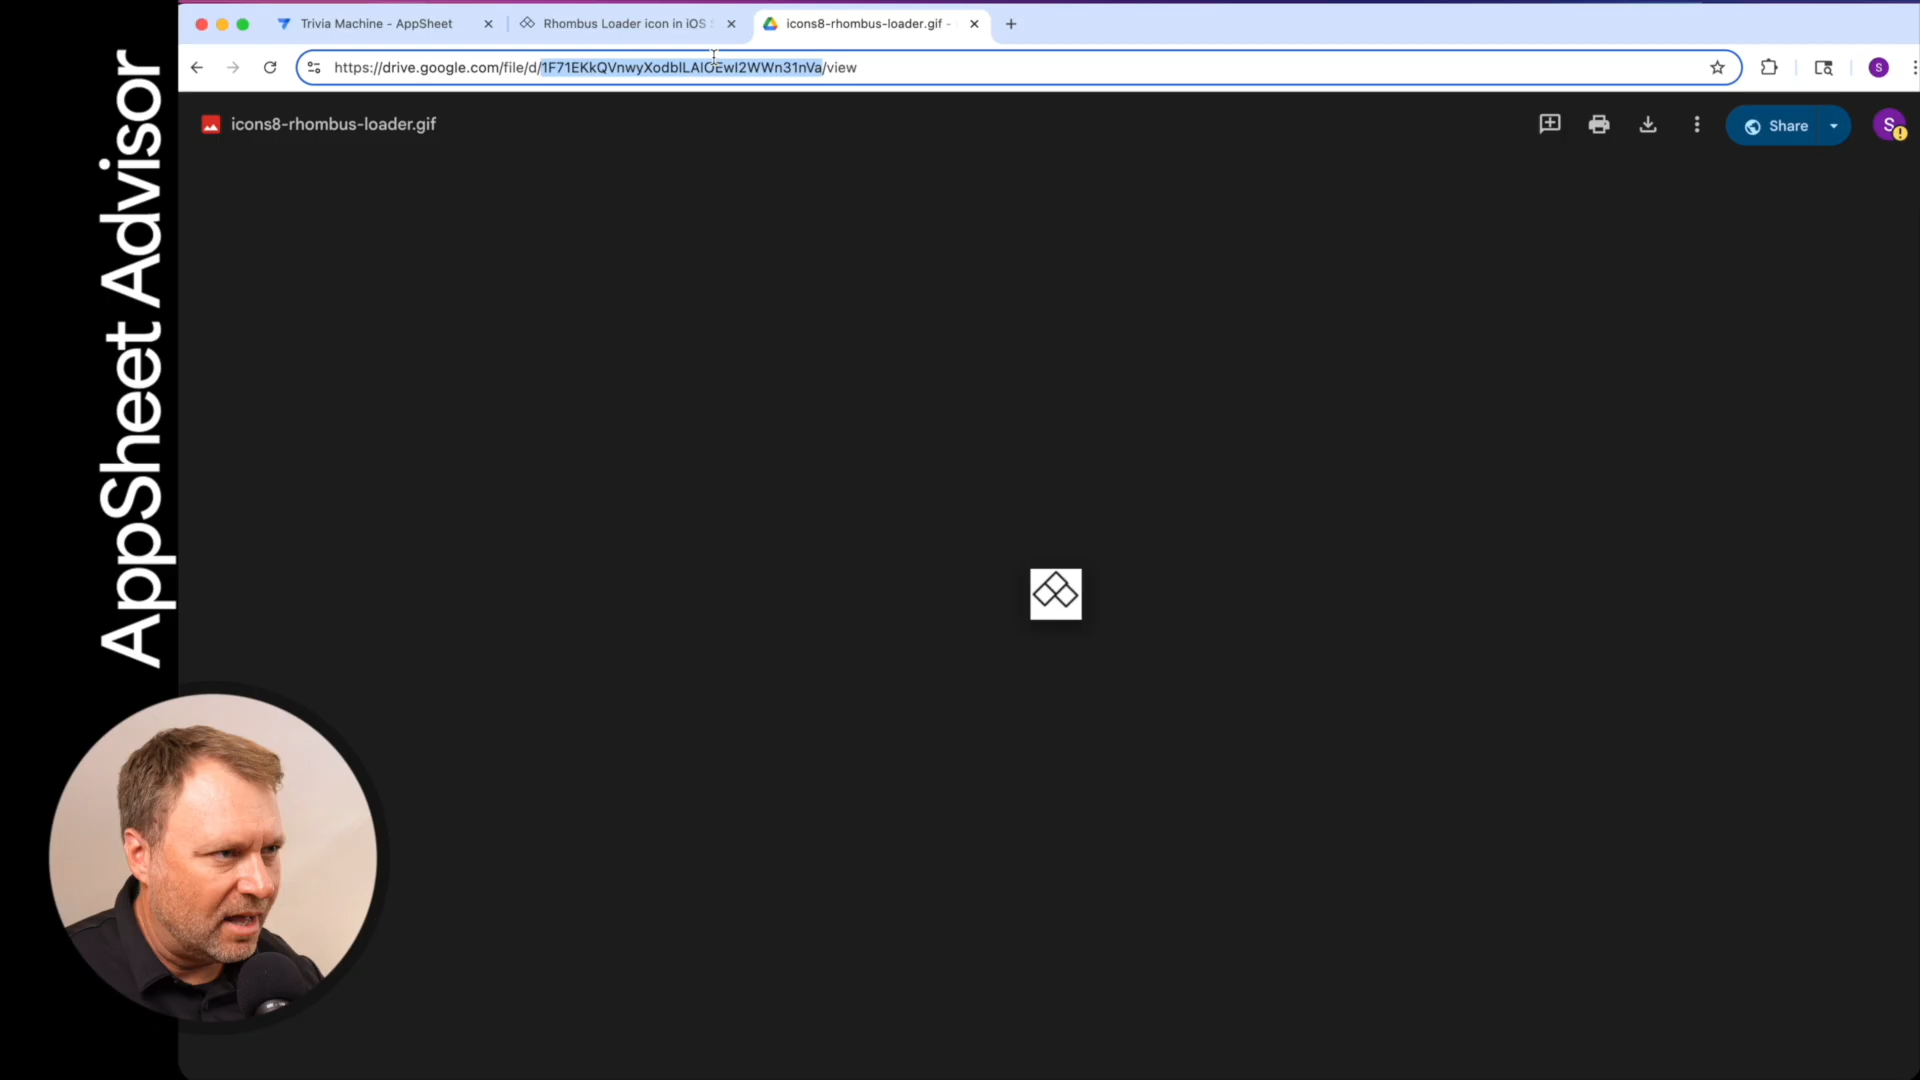 Trivia Machine - AppSheet
Rhombus Loader icon in iOS
icons8-rhombus-loader.gif -
https://drive.google.com/file/d/1F71EKkQVnwyXodblLAlOEwI2WWn31nVa/view
S
icons8-rhombus-loader.gif
Share
S
AppSheet Advisor